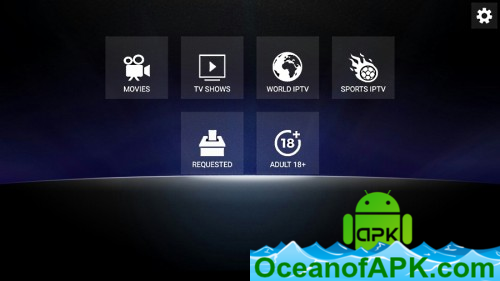 MOVIES
TV SHOWS
WORLD IPTV
SPORTS IPTV
REQUESTED
18+
ADULT 18+
apk
OceanofAPK.com